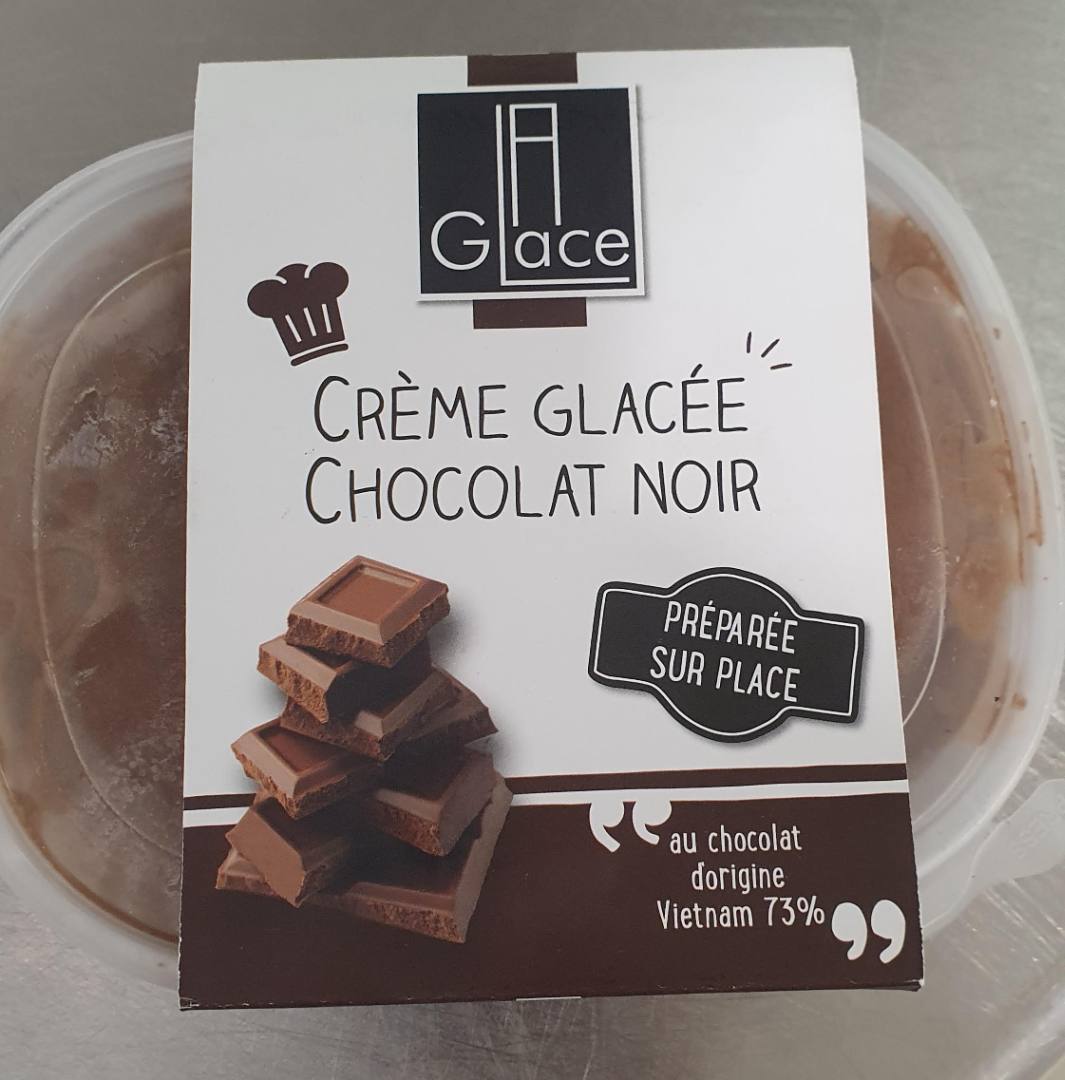 LA
Glace
CRÈME GLACÉE
CHOCOLAT NOIR
PRÉPARÉE
SUR PLACE
“au chocolat
d'origine
Vietnam 73%”